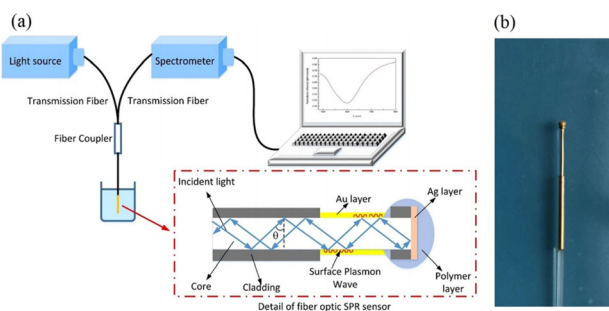 (a)
(b)
Light source
Spectrometer
Transmission Fiber
Transmission Fiber
Fiber Coupler
Incident light
Au layer
Ag layer
θ
Core
Cladding
Surface Plasmon
Wave
Polymer
layer
Detail of fiber optic SPR sensor